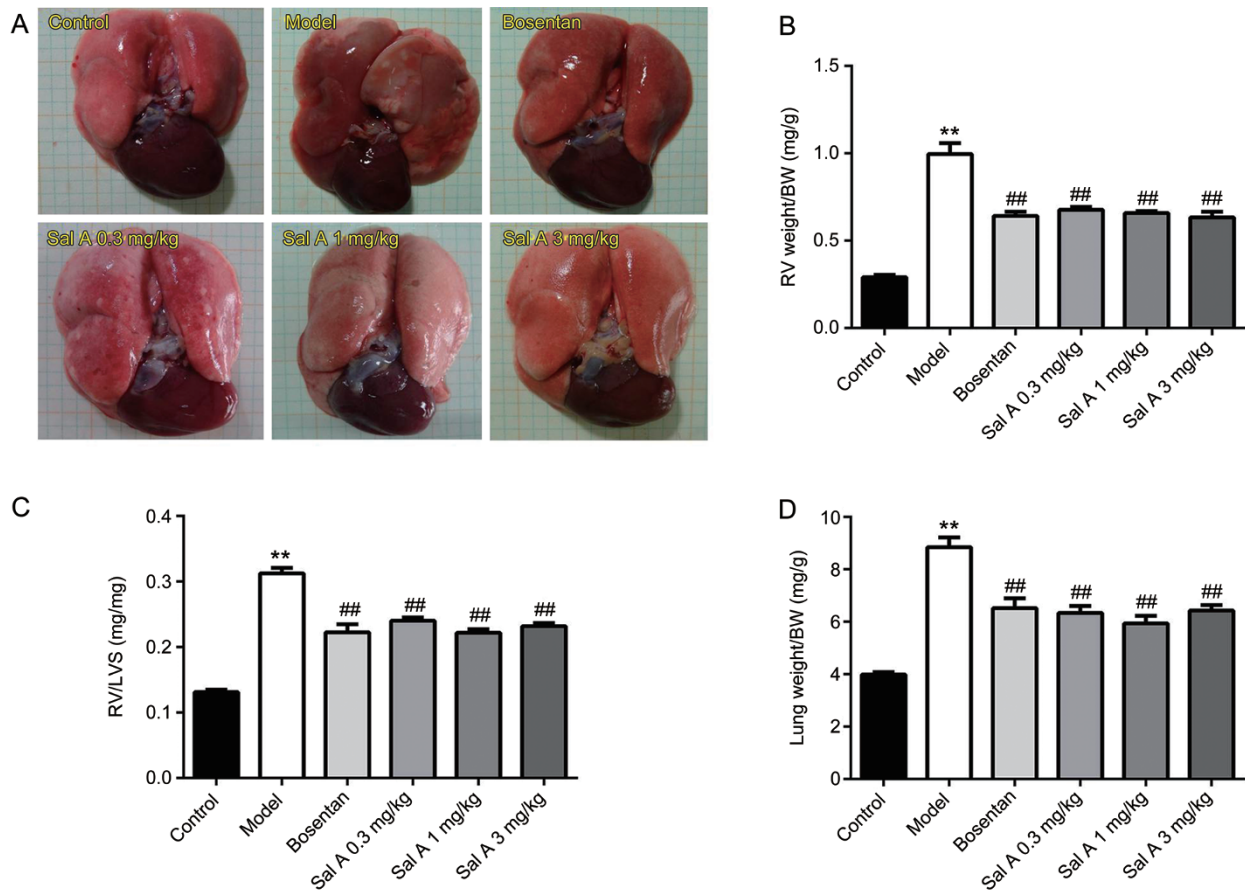 A
Control
Model
Bosentan
Sal A 0.3 mg/kg
Sal A 1 mg/kg
Sal A 3 mg/kg
B
RV weight/BW (mg/g)
1.5
1.0
0.5
0.0
**
##
##
##
##
Control
Model
Bosentan
Sal A 0.3 mg/kg
Sal A 1 mg/kg
Sal A 3 mg/kg
C
RV/LVS (mg/mg)
0.4
0.3
0.2
0.1
0.0
**
##
##
##
##
Control
Model
Bosentan
Sal A 0.3 mg/kg
Sal A 1 mg/kg
Sal A 3 mg/kg
D
Lung weight/BW (mg/g)
10
8
6
4
2
0
**
##
##
##
##
Control
Model
Bosentan
Sal A 0.3 mg/kg
Sal A 1 mg/kg
Sal A 3 mg/kg